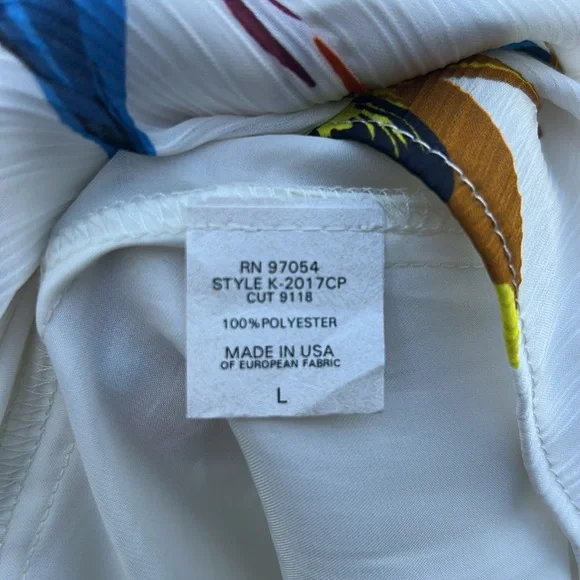 RN 97054
STYLE K-2017CP
CUT 9118
100% POLYESTER
MADE IN USA
OF EUROPEAN FABRIC
L